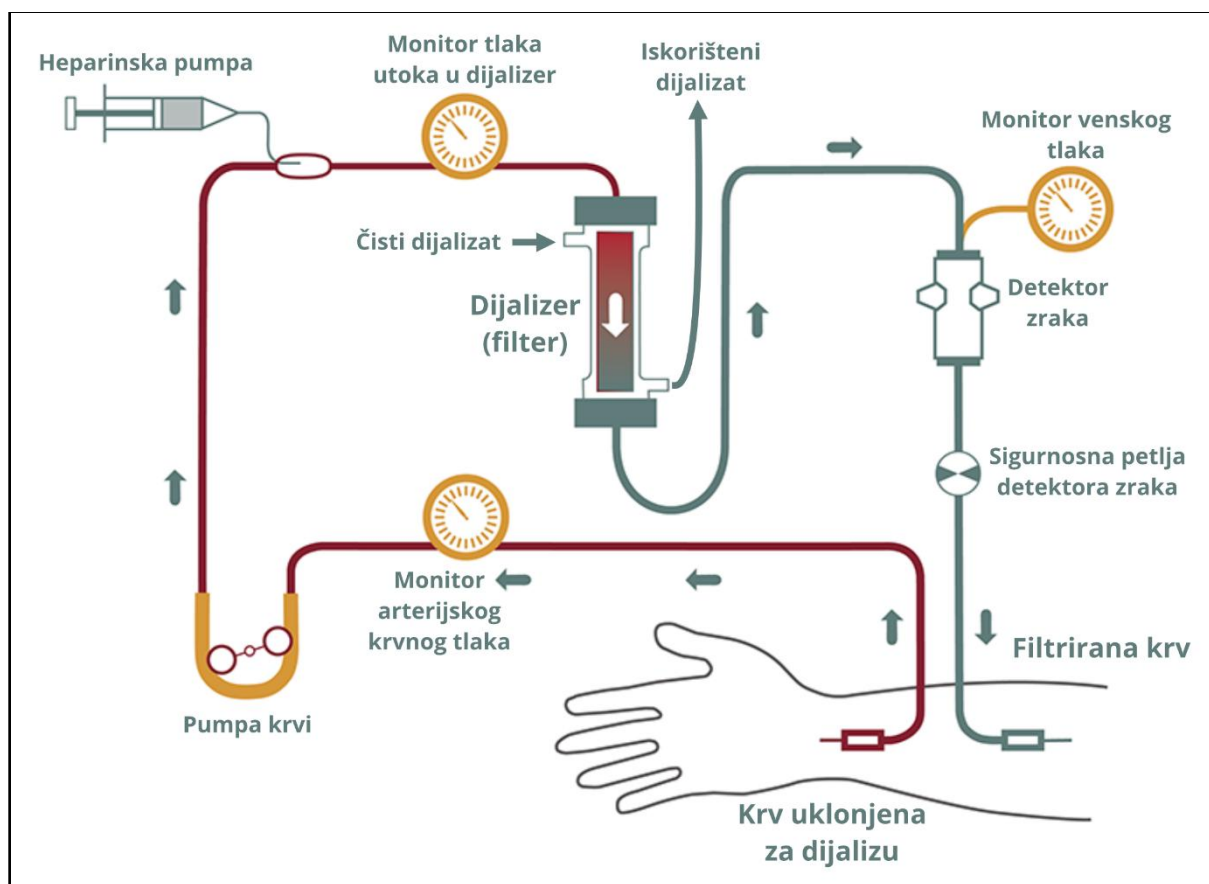 Heparinska pumpa
Monitor tlaka
utoka u dijalizer
Iskorišteni
dijalizat
Monitor venskog
tlaka
Čisti dijalizat
Dijalizer
(filter)
Detektor
zraka
Sigurnosna petlja
detektora zraka
Monitor
arterijskog
krvnog tlaka
Pumpa krvi
Filtrirana krv
Krv uklonjena
za dijalizu